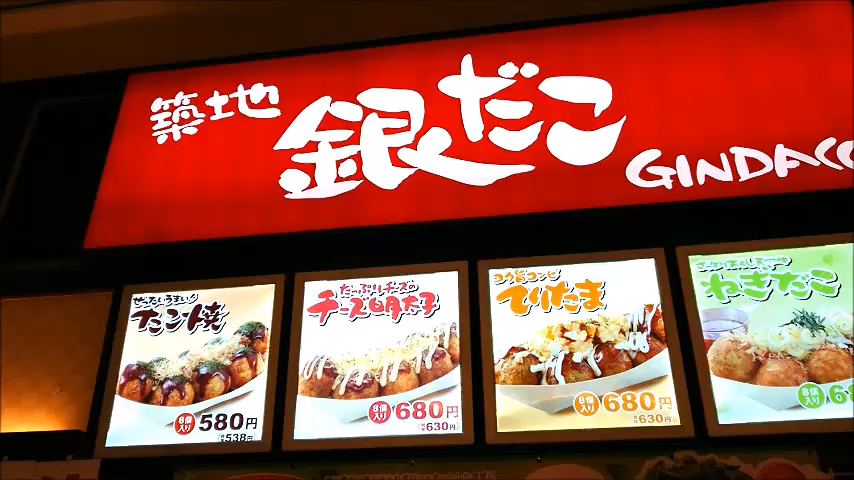 築地
銀だこ
GINDACO
ぜったいうまい!!
たこ焼
8個入り 580円
538円
たっぷりチーズの
チーズ明太子
8個入り 680円
630円
コク旨コンビ
てりたま
8個入り 680円
630円
ねぎだこ
8個入り